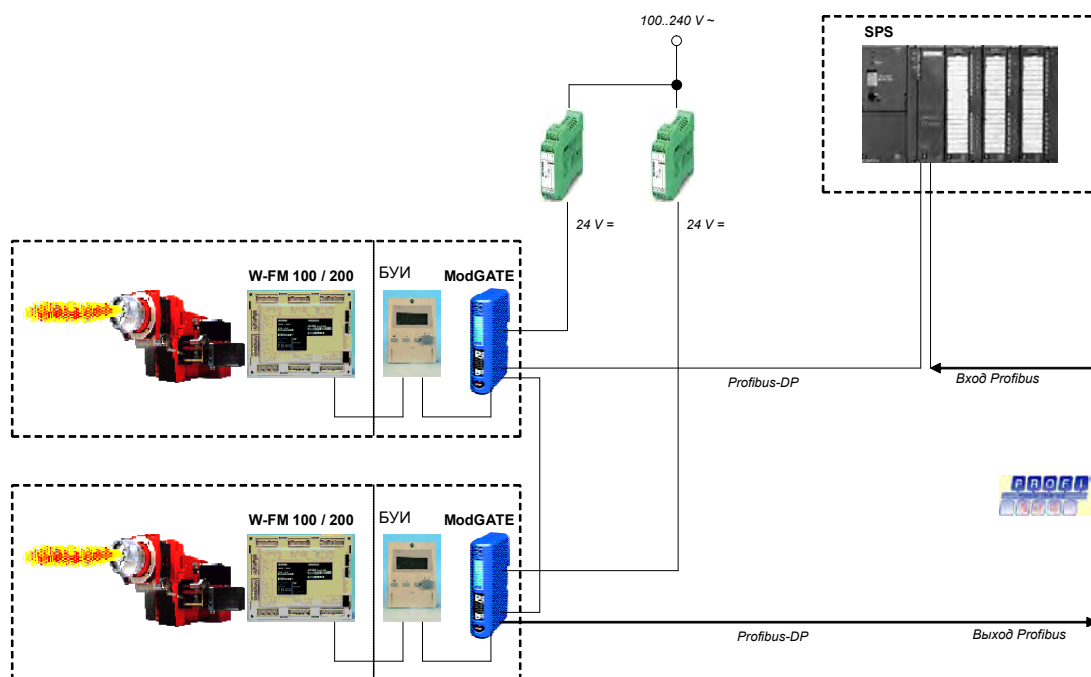 100..240 V ~
SPS
24 V =
24 V =
W-FM 100 / 200
БУИ
ModGATE
Profibus-DP
Вход Profibus
PROFI
W-FM 100 / 200
БУИ
ModGATE
Profibus-DP
Выход Profibus